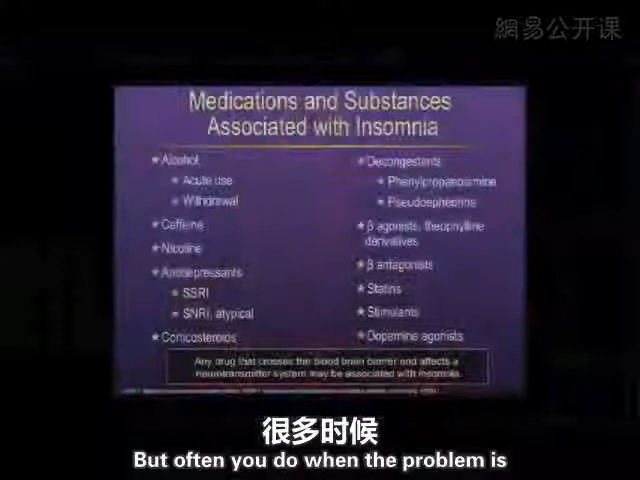 網易公开课
Medications and Substances
Associated with Insomnia
Alcohol
Acute use
Withdrawal
Caffeine
Nicotine
Antidepressants
SSRI
SNRI, atypical
Corticosteroids
Decongestants
Phenylpropanolamine
Pseudoephedrine
β agonists, theophylline
derivatives
β antagonists
Statins
Stimulants
Dopamine agonists
Any drug that crosses the blood brain barrier and affects a
neurotransmitter system may be associated with insomnia
很多时候
But often you do when the problem is